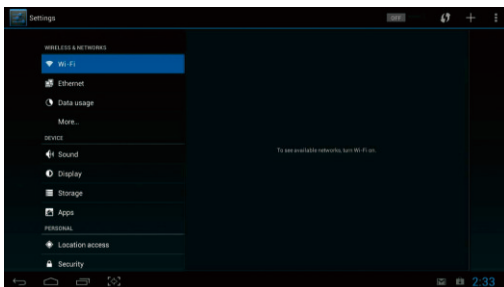 Settings
OFF
WIRELESS & NETWORKS
Wi-Fi
Ethernet
Data usage
More...
DEVICE
Sound
Display
Storage
Apps
PERSONAL
Location access
Security
To see available networks, turn Wi-Fi on.
2:33